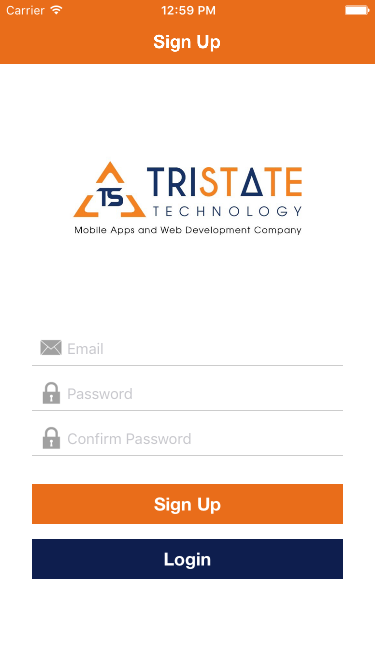 Carrier 12:59 PM
Sign Up
TS
TRISTATE
TECHNOLOGY
Mobile Apps and Web Development Company
Email
Password
Confirm Password
Sign Up
Login